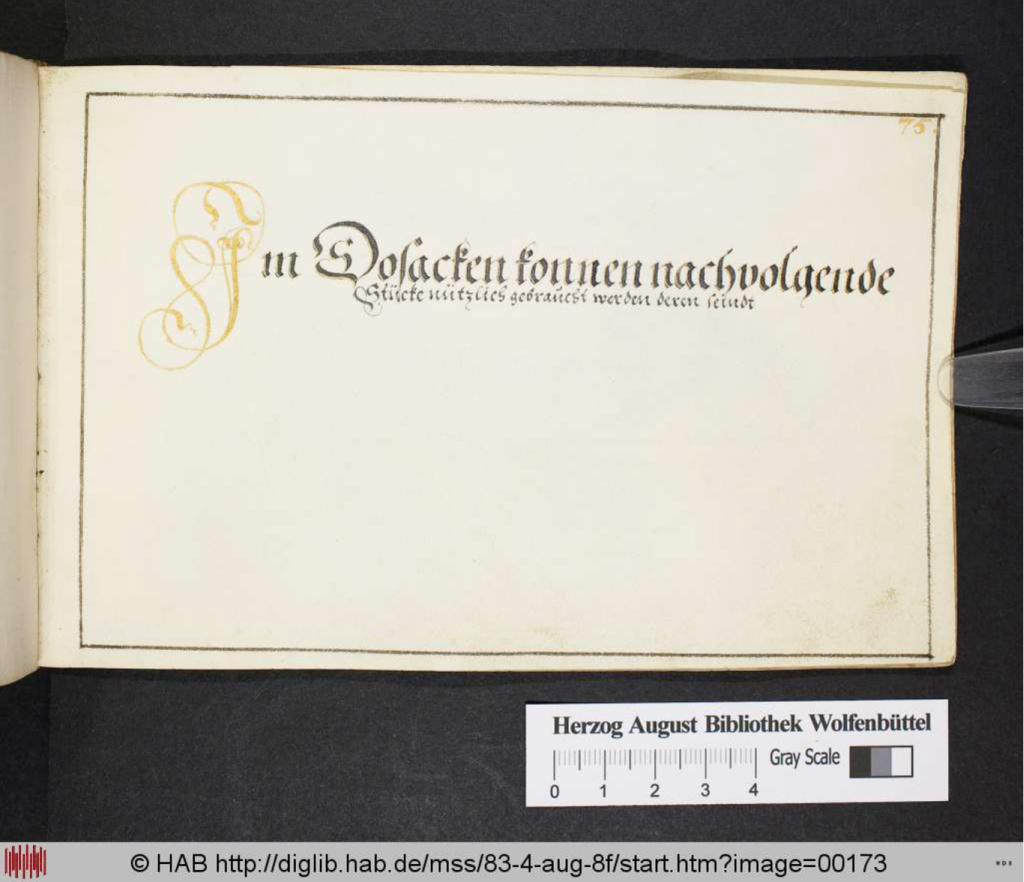 75.
Im Dosacken konnen nachvolgende
Stücke nützlich gebraucht werden deren seindt
Herzog August Bibliothek Wolfenbüttel
Gray Scale
0 1 2 3 4
© HAB http://diglib.hab.de/mss/83-4-aug-8f/start.htm?image=00173